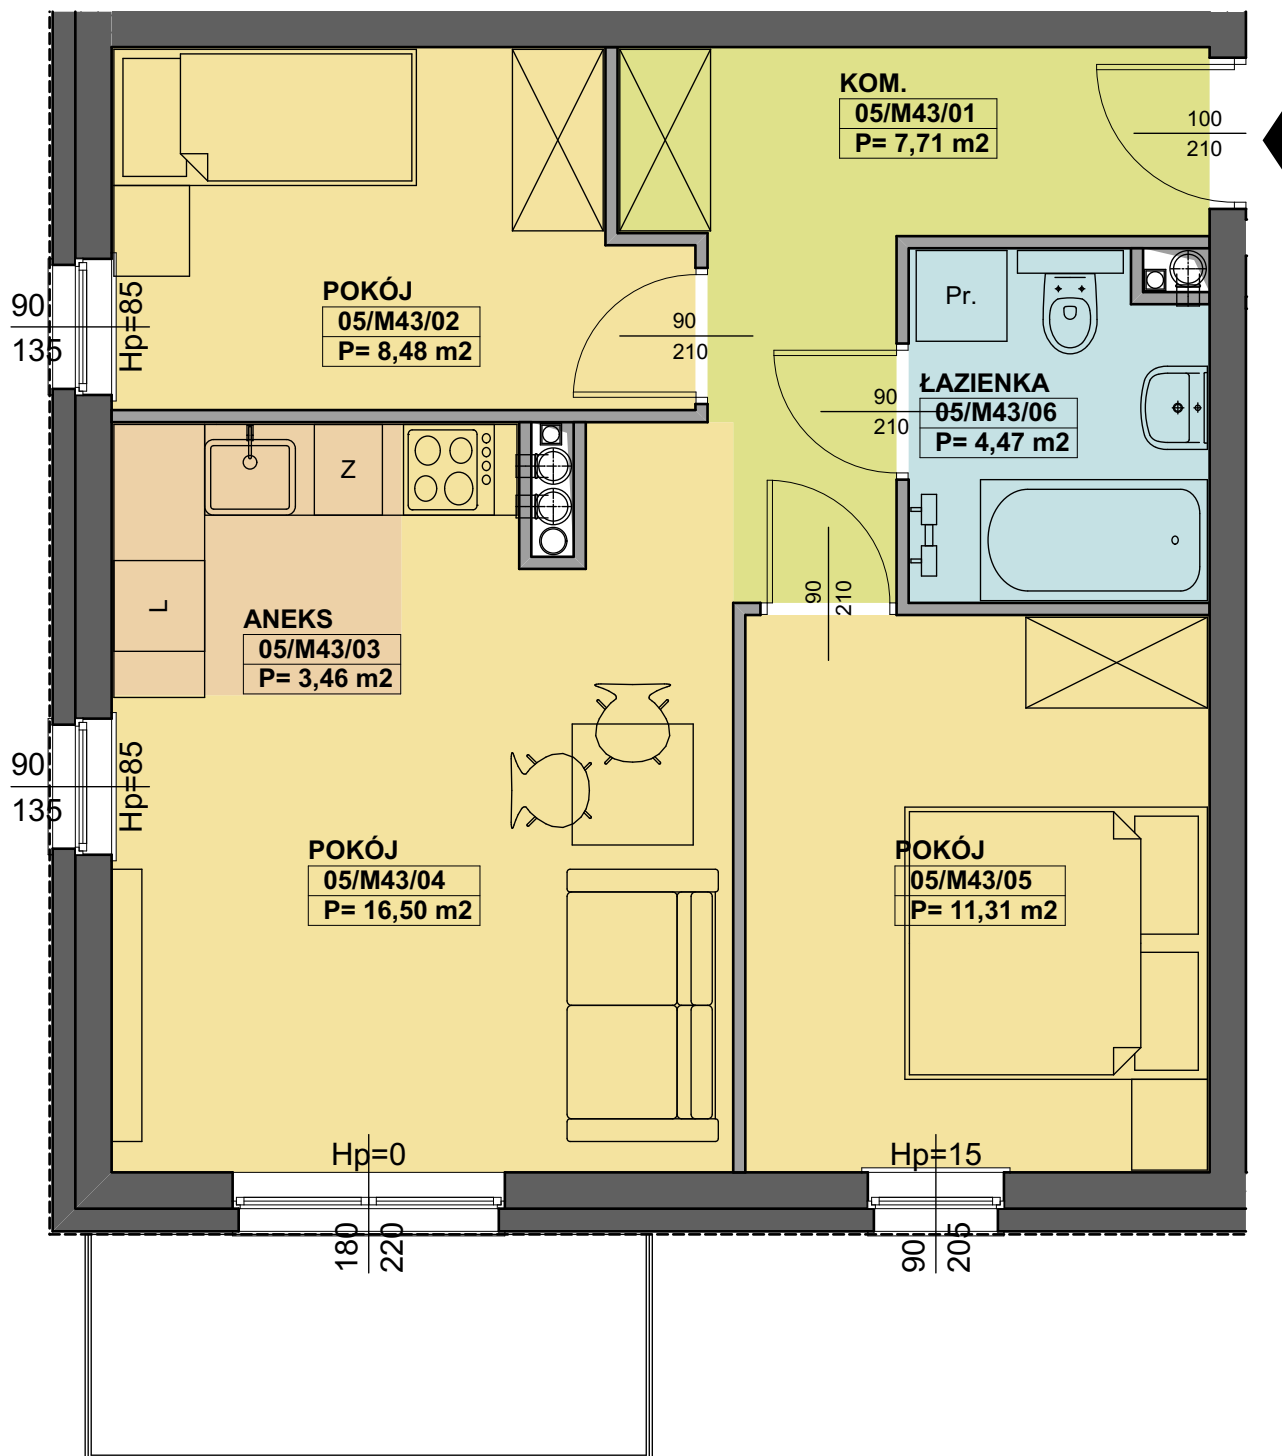 KOM.
05/M43/01
P= 7,71 m2
100
210
POKÓJ
05/M43/02
P= 8,48 m2
90
135
Hp=85
90
210
Pr.
ŁAZIENKA
05/M43/06
P= 4,47 m2
90
210
Z
L
ANEKS
05/M43/03
P= 3,46 m2
90
210
90
135
Hp=85
POKÓJ
05/M43/04
P= 16,50 m2
POKÓJ
05/M43/05
P= 11,31 m2
Hp=0
180
220
Hp=15
90
205